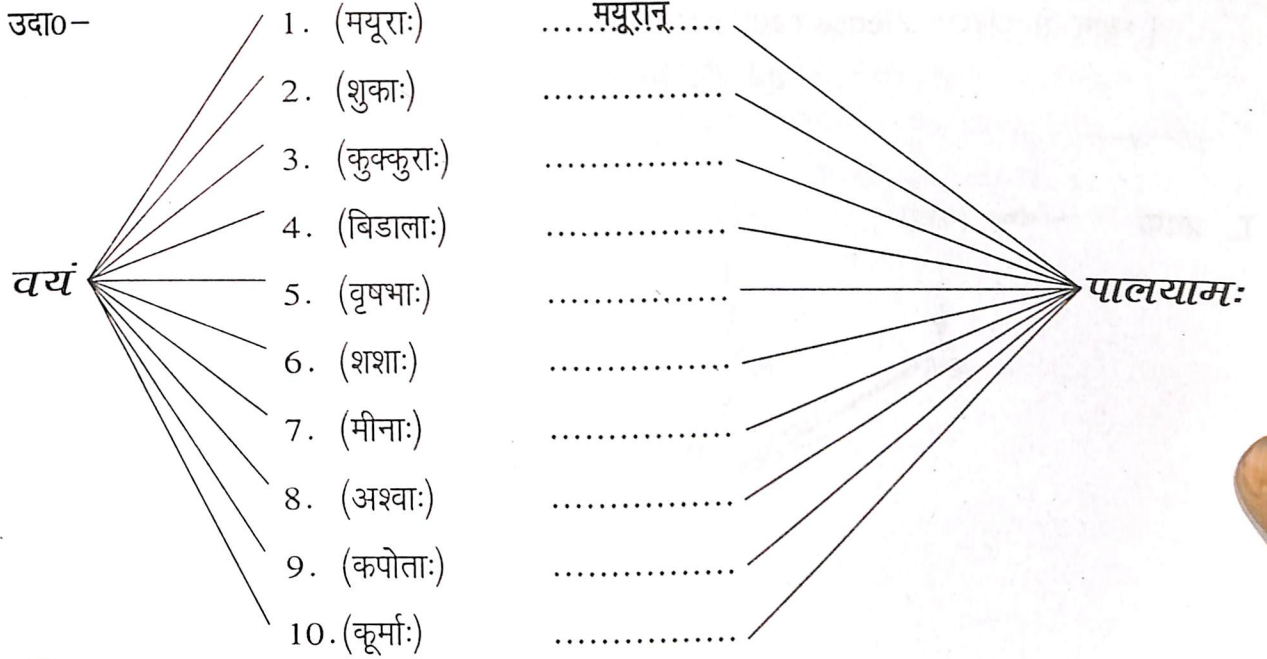 उदा०- 1. (मयूराः) ......मयूरान्......
2. (शुकाः) ..................
3. (कुक्कुराः) ..................
4. (बिडालाः) ..................
वयं 5. (वृषभाः) .................. पालयामः
6. (शशाः) ..................
7. (मीनाः) ..................
8. (अश्वाः) ..................
9. (कपोताः) ..................
10. (कूर्माः) ..................